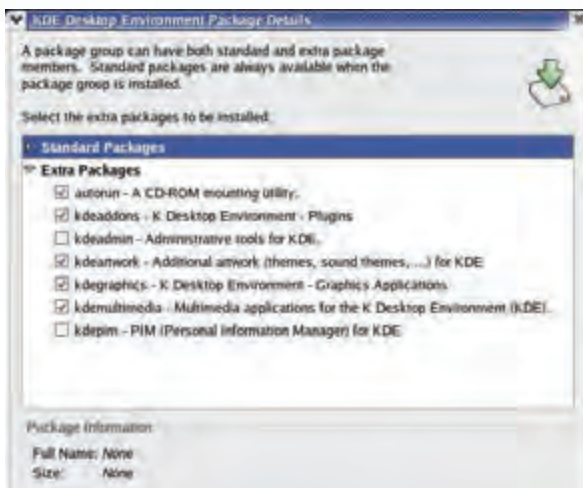 KDE Desktop Environment Package Details
A package group can have both standard and extra package
members. Standard packages are always available when the
package group is installed.
Select the extra packages to be installed:
Standard Packages
Extra Packages
autorun - A CD-ROM mounting utility.
kdeaddons - K Desktop Environment - Plugins
kdeadmin - Administrative tools for KDE.
kdeartwork - Additional artwork (themes, sound themes, ...) for KDE
kdegraphics - K Desktop Environment - Graphics Applications
kdemultimedia - Multimedia applications for the K Desktop Environment (KDE).
kdepim - PIM (Personal Information Manager) for KDE
Package Information
Full Name: None
Size: None